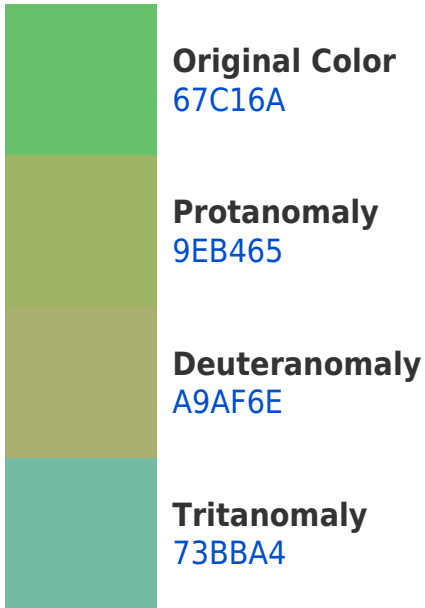 Original Color
67C16A
Protanomaly
9EB465
Deuteranomaly
A9AF6E
Tritanomaly
73BBA4